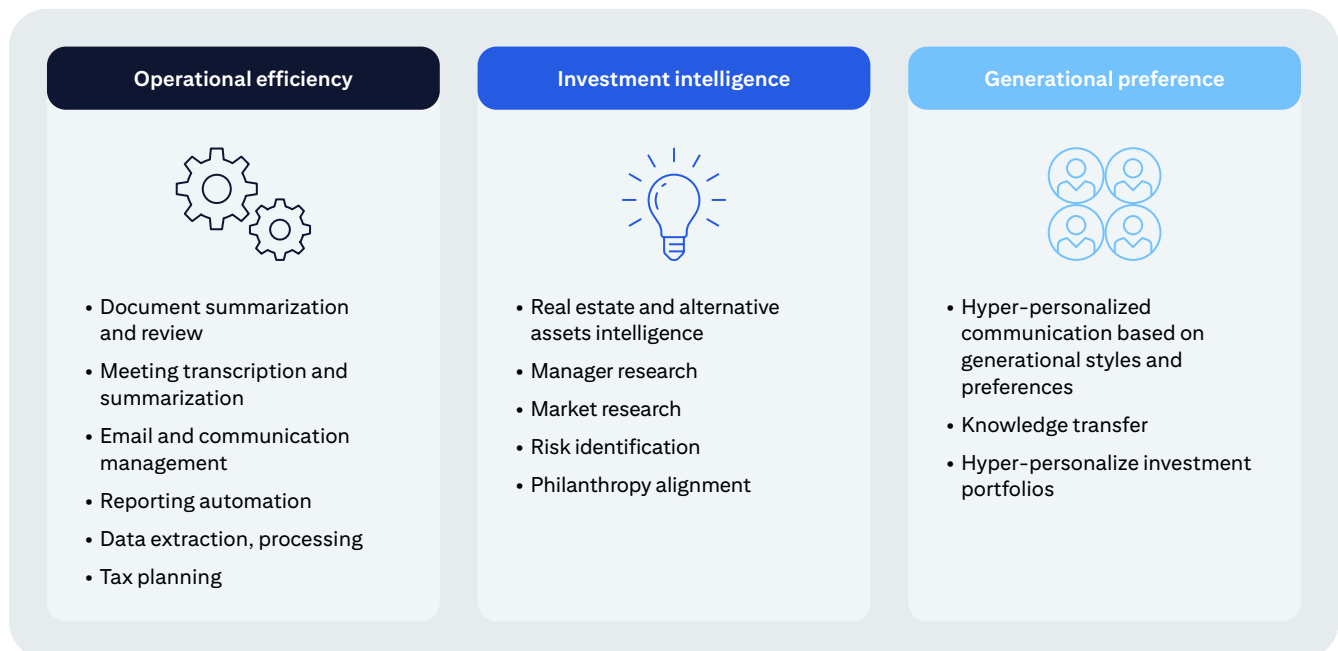 Operational efficiency
• Document summarization
and review
• Meeting transcription and
summarization
• Email and communication
management
• Reporting automation
• Data extraction, processing
• Tax planning
Investment intelligence
• Real estate and alternative
assets intelligence
• Manager research
• Market research
• Risk identification
• Philanthropy alignment
Generational preference
• Hyper-personalized
communication based on
generational styles and
preferences
• Knowledge transfer
• Hyper-personalize investment
portfolios